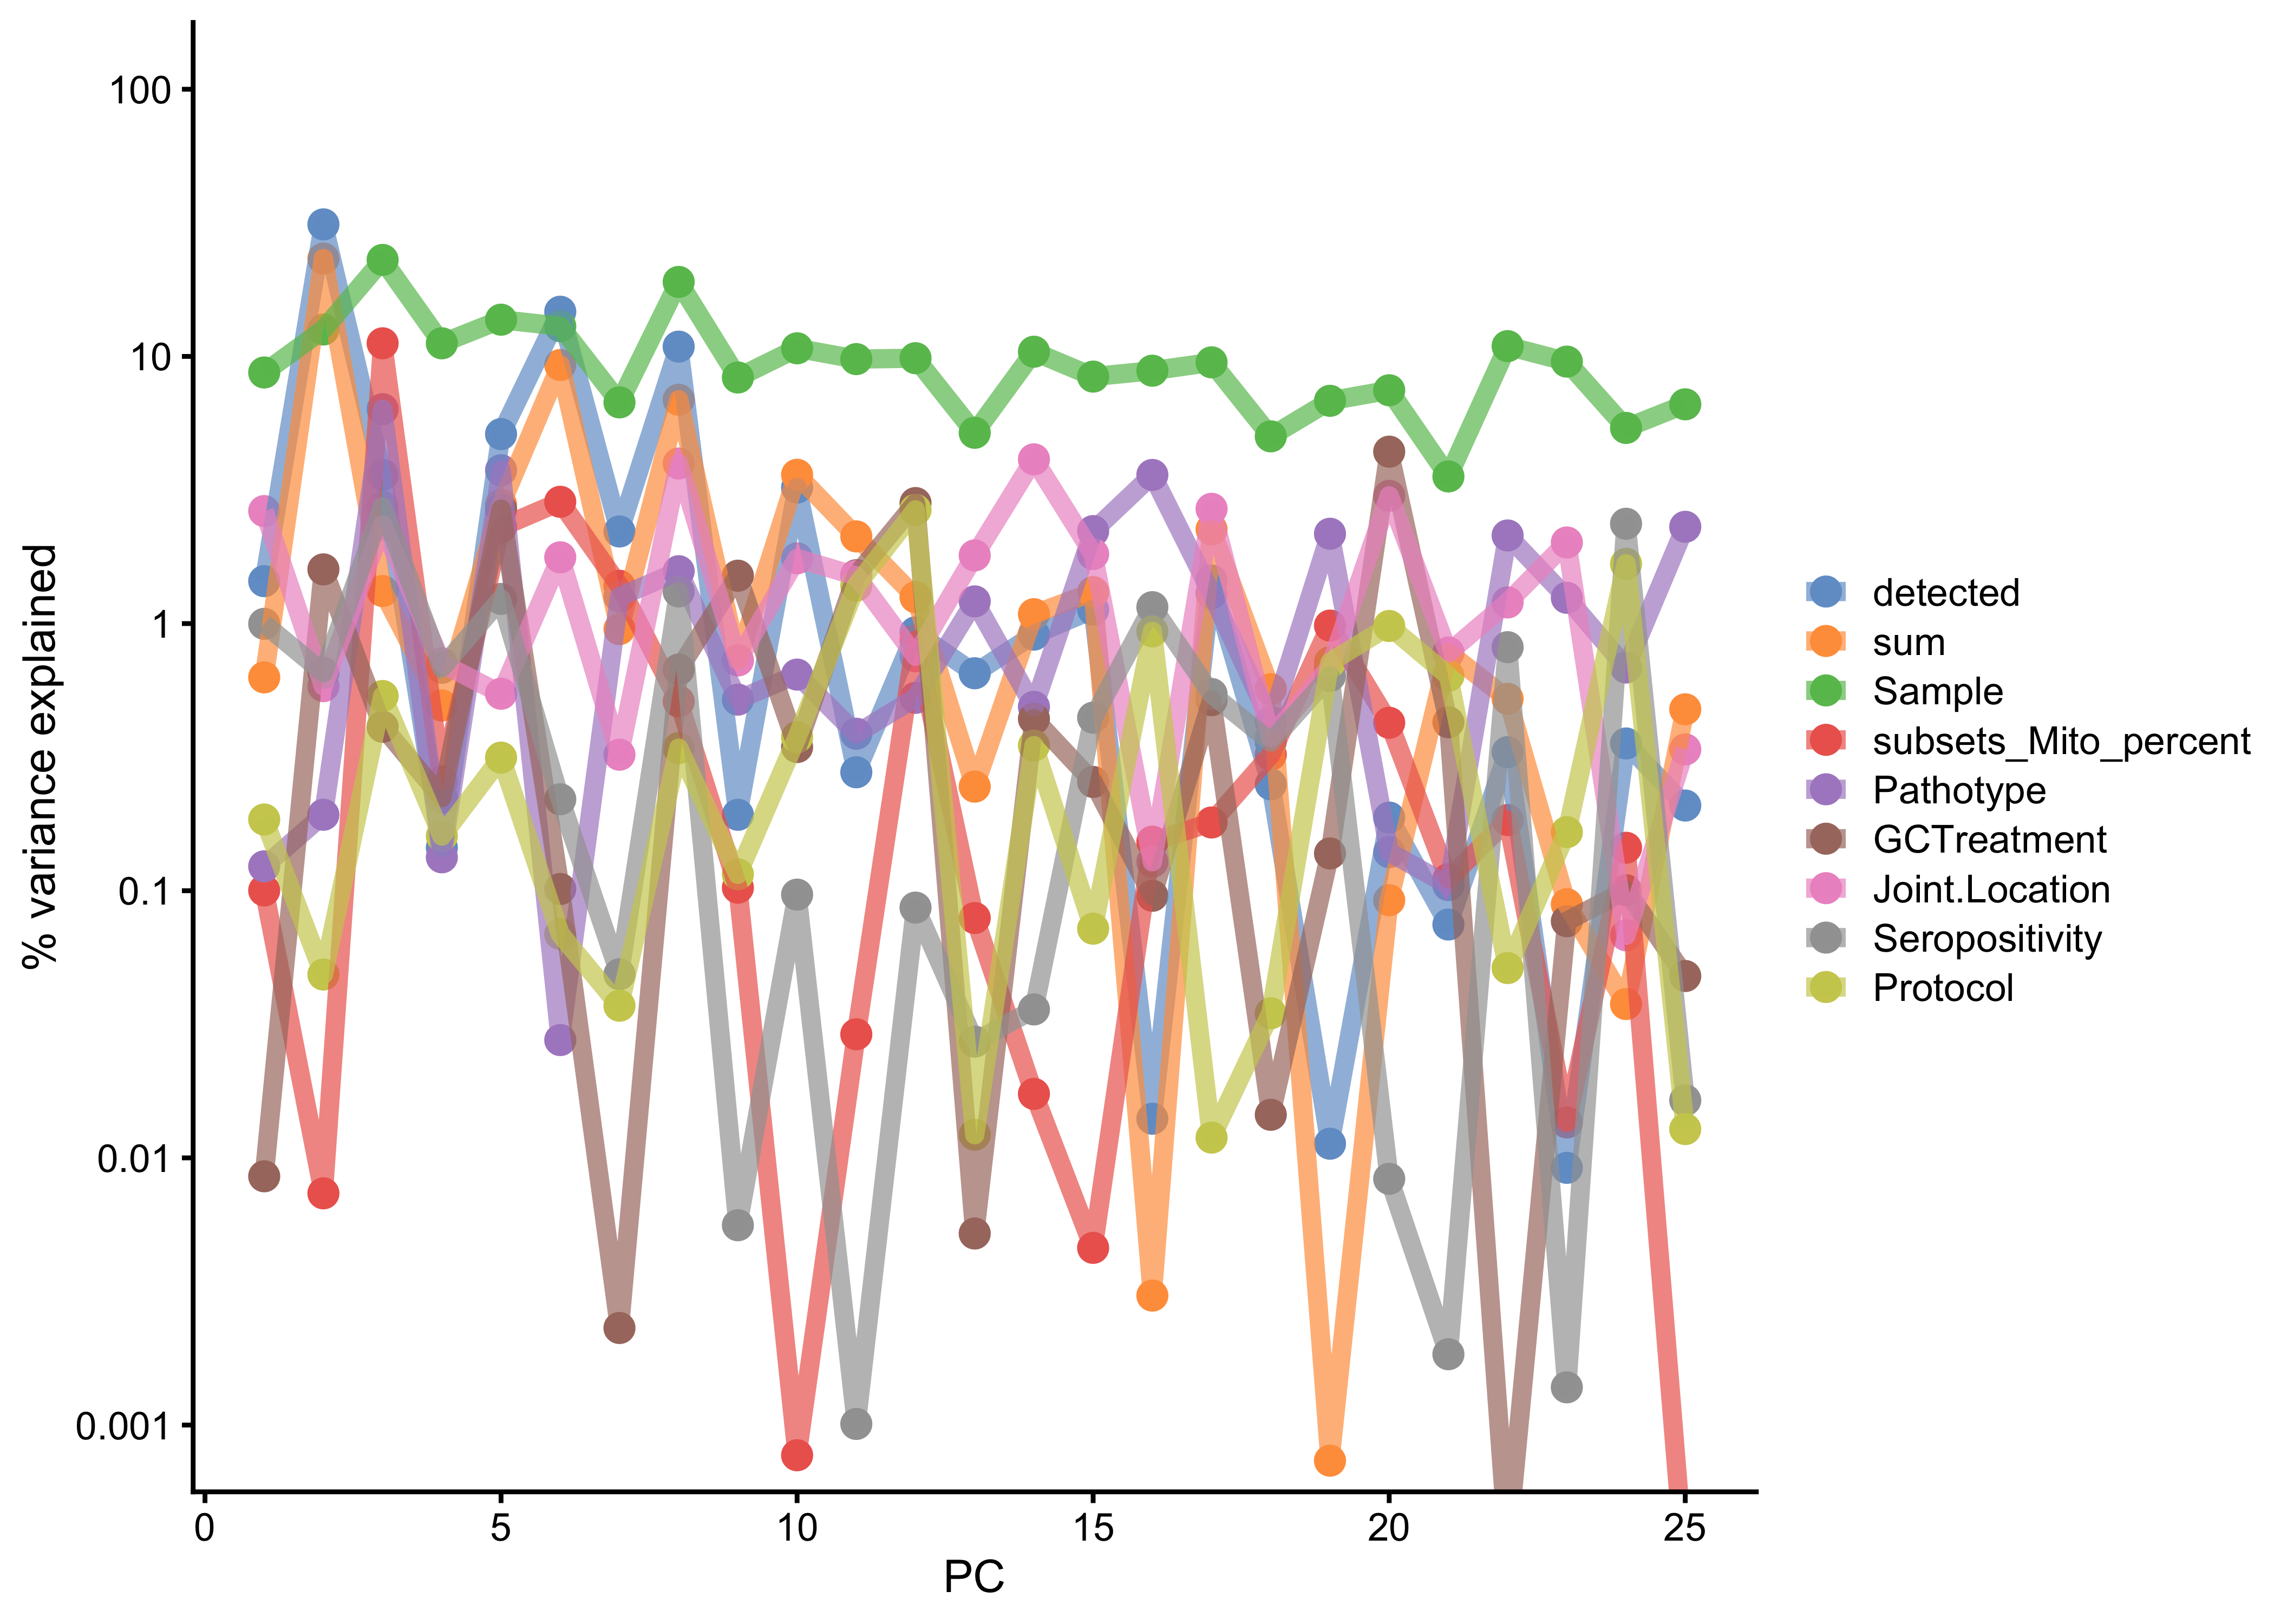 % variance explained
100
10
1
0.1
0.01
0.001
0 5 10 15 20 25
PC
detected
sum
Sample
subsets_Mito_percent
Pathotype
GCTreatment
Joint.Location
Seropositivity
Protocol